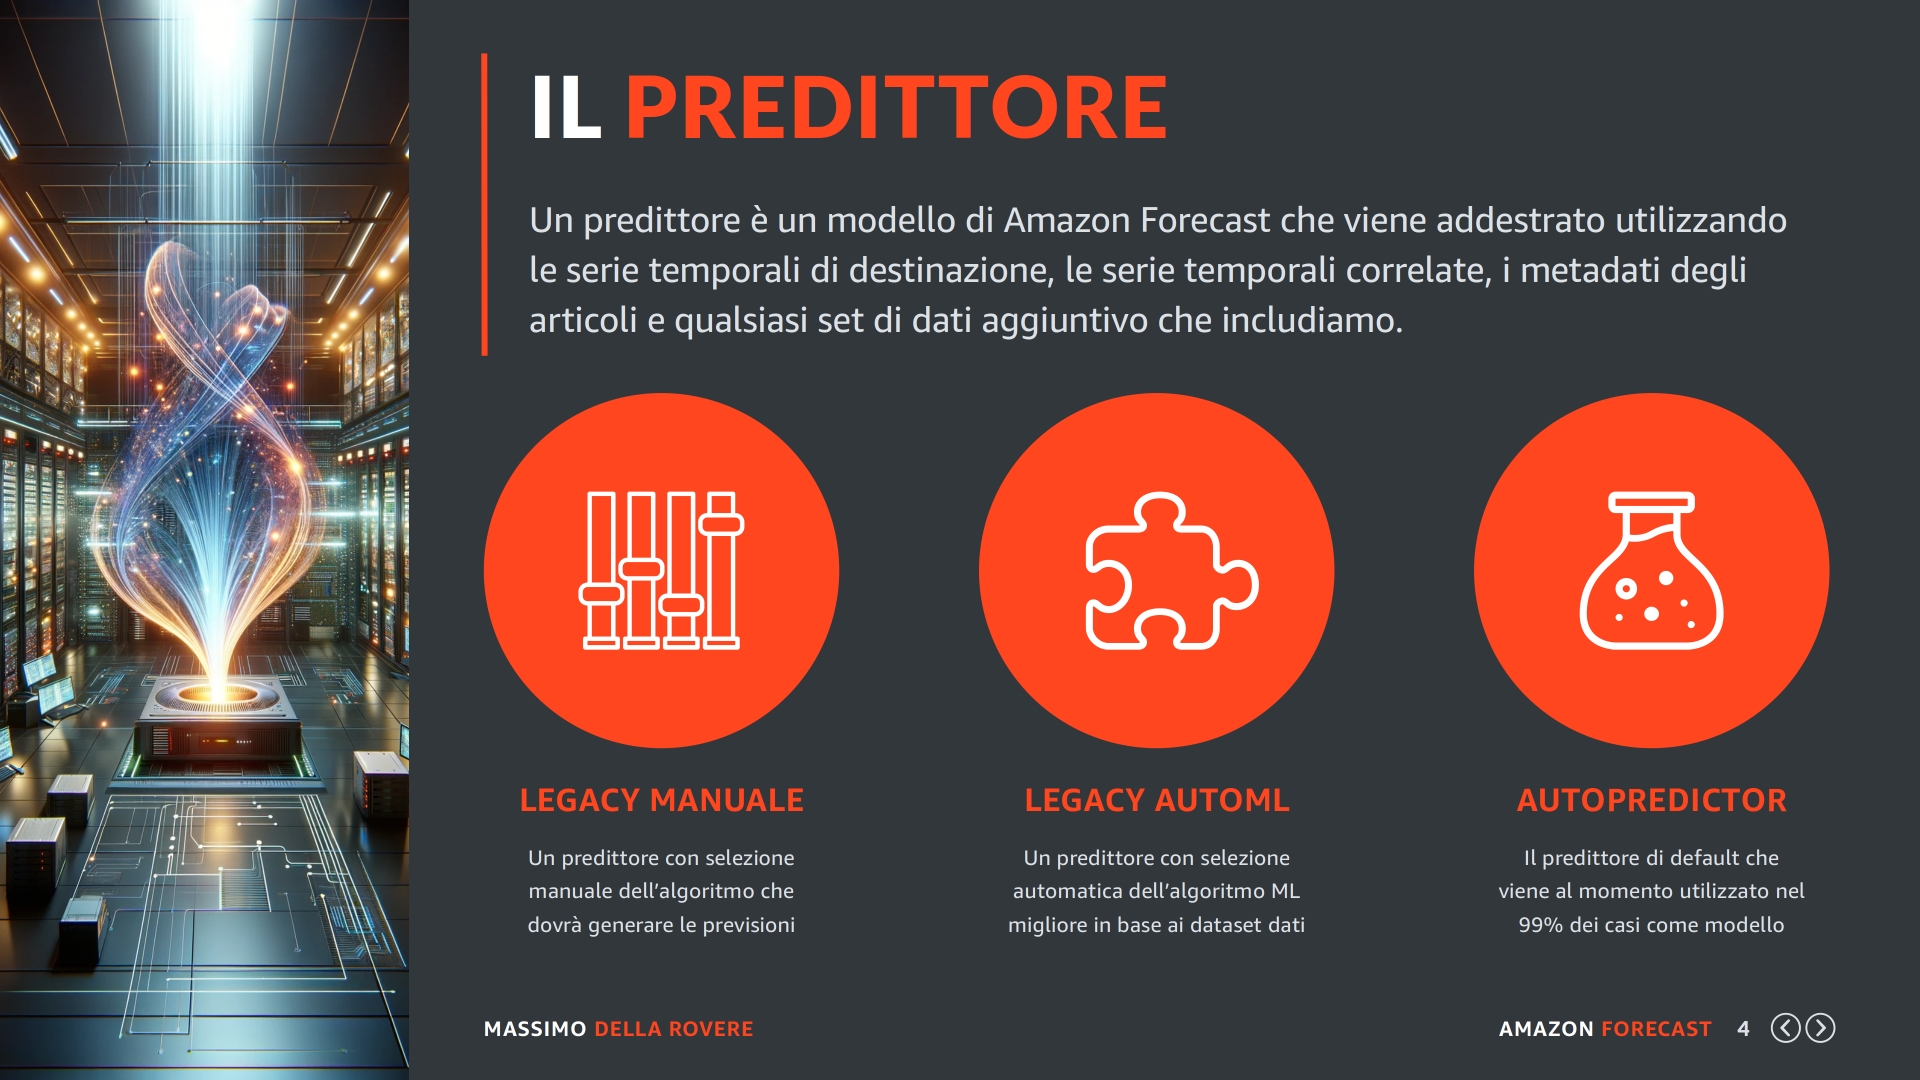 IL PREDITTORE
Un predittore è un modello di Amazon Forecast che viene addestrato utilizzando
le serie temporali di destinazione, le serie temporali correlate, i metadati degli
articoli e qualsiasi set di dati aggiuntivo che includiamo.
LEGACY MANUALE
Un predittore con selezione
manuale dell'algoritmo che
dovrà generare le previsioni
LEGACY AUTOML
Un predittore con selezione
automatica dell'algoritmo ML
migliore in base ai dataset dati
AUTOPREDICTOR
Il predittore di default che
viene al momento utilizzato nel
99% dei casi come modello
MASSIMO DELLA ROVERE
AMAZON FORECAST 4